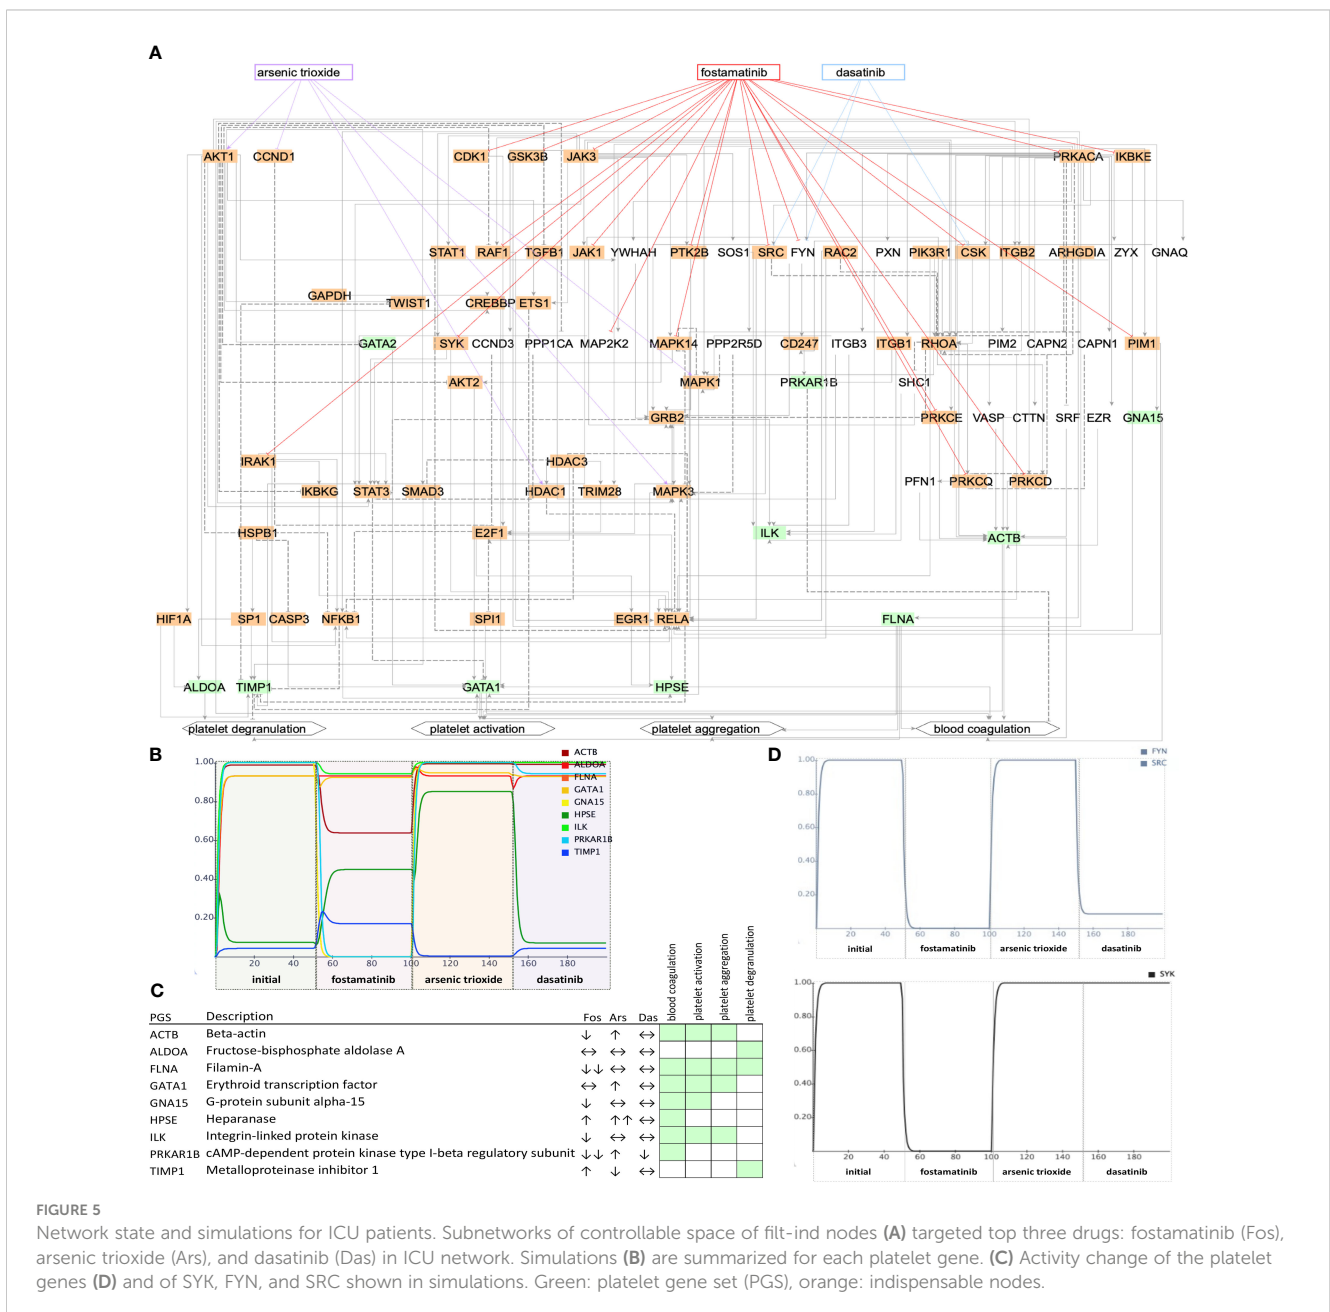 A
arsenic trioxide fostamatinib dasatinib
AKT1 CCND1 CDK1 GSK3B JAK3 PRKACA IKBKE
STAT1 RAF1 TGFB1 JAK1 YWHAH PTK2B SOS1 SRC FYN RAC2 PXN PIK3R1 CSK ITGB2 ARHGDIA ZYX GNAQ
GAPDH TWIST1 CREBBP ETS1
GATA2 SYK CCND3 PPP1CA MAP2K2 MAPK14 PPP2R5D CD247 ITGB3 ITGB1 RHOA PIM2 CAPN2 CAPN1 PIM1
AKT2 MAPK1 PRKAR1B SHC1
GRB2 PRKCE VASP CTTN SRF EZR GNA15
IRAK1 HDAC3
IKBKG STAT3 SMAD3 HDAC1 TRIM28 MAPK3 PFN1 PRKCQ PRKCD
HSPB1 E2F1 ILK ACTB
HIF1A SP1 CASP3 NFKB1 SPI1 EGR1 RELA FLNA
ALDOA TIMP1 GATA1 HPSE
platelet degranulation platelet activation platelet aggregation blood coagulation
B
ACTB
ALDOA
FLNA
GATA1
GNA15
HPSE
ILK
PRKAR1B
TIMP1
1.00
0.80
0.60
0.40
0.20
20 40 60 80 100 120 140 160 180
initial fostamatinib arsenic trioxide dasatinib
C
blood coagulation
platelet activation
platelet aggregation
platelet degranulation
PGS Description Fos Ars Das
ACTB Beta-actin ↓ ↑ ↔
ALDOA Fructose-bisphosphate aldolase A ↔ ↔ ↔
FLNA Filamin-A ↓↓ ↔ ↔
GATA1 Erythroid transcription factor ↔ ↑ ↔
GNA15 G-protein subunit alpha-15 ↓ ↔ ↔
HPSE Heparanase ↑ ↑↑ ↔
ILK Integrin-linked protein kinase ↓ ↔ ↔
PRKAR1B cAMP-dependent protein kinase type I-beta regulatory subunit ↓↓ ↑ ↓
TIMP1 Metalloproteinase inhibitor 1 ↑ ↓ ↔
D
FYN
SRC
1.00
0.80
0.60
0.40
0.20
20 40 60 80 100 120 140 160 180
initial fostamatinib arsenic trioxide dasatinib
SYK
1.00
0.80
0.60
0.40
0.20
20 40 60 80 100 120 140 160 180
initial fostamatinib arsenic trioxide dasatinib
FIGURE 5
Network state and simulations for ICU patients. Subnetworks of controllable space of filt-ind nodes (A) targeted top three drugs: fostamatinib (Fos),
arsenic trioxide (Ars), and dasatinib (Das) in ICU network. Simulations (B) are summarized for each platelet gene. (C) Activity change of the platelet
genes (D) and of SYK, FYN, and SRC shown in simulations. Green: platelet gene set (PGS), orange: indispensable nodes.